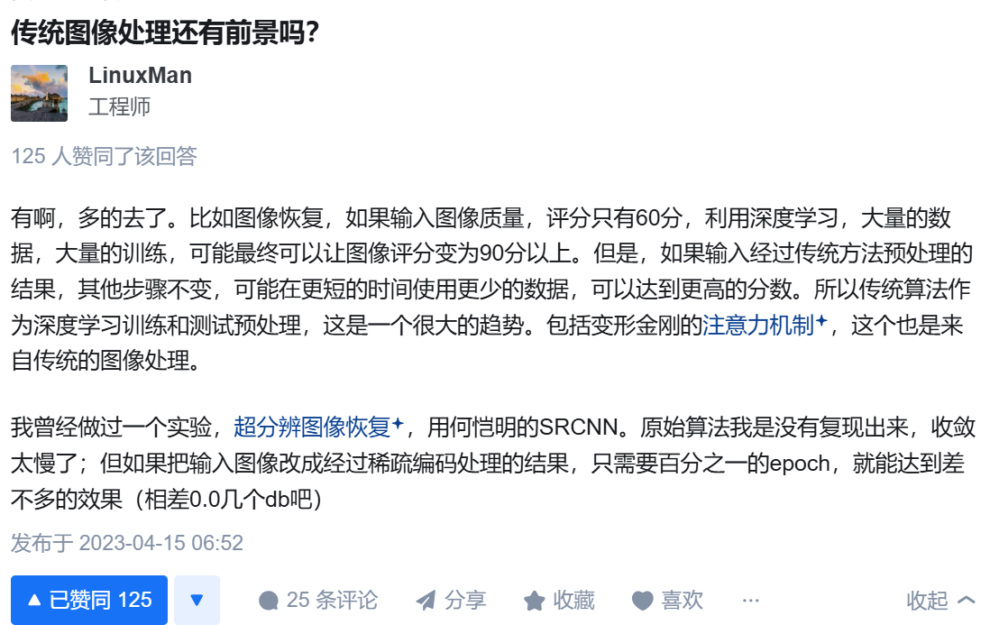 传统图像处理还有前景吗？
LinuxMan
工程师
125 人赞同了该回答
有啊，多的去了。比如图像恢复，如果输入图像质量，评分只有60分，利用深度学习，大量的数
据，大量的训练，可能最终可以让图像评分变为90分以上。但是，如果输入经过传统方法预处理的
结果，其他步骤不变，可能在更短的时间使用更少的数据，可以达到更高的分数。所以传统算法作
为深度学习训练和测试预处理，这是一个很大的趋势。包括变形金刚的注意力机制，这个也是来
自传统的图像处理。
我曾经做过一个实验，超分辨图像恢复，用何恺明的SRCNN。原始算法我是没有复现出来，收敛
太慢了；但如果把输入图像改成经过稀疏编码处理的结果，只需要百分之一的epoch，就能达到差
不多的效果（相差0.0几个db吧）
发布于 2023-04-15 06:52
已赞同 125 25 条评论 分享 收藏 喜欢 ··· 收起